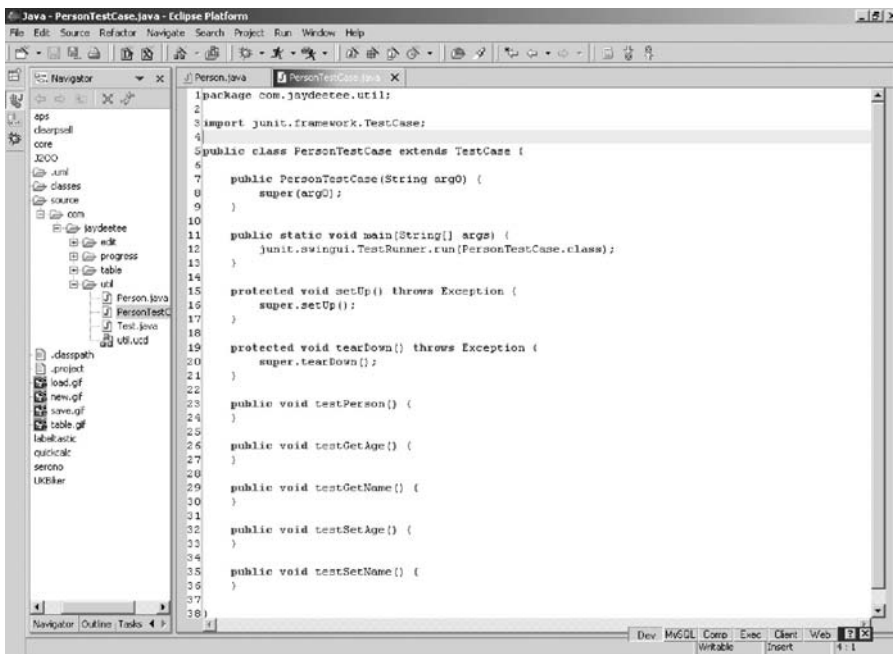 Java - PersonTestCase.java - Eclipse Platform
File Edit Source Refactor Navigate Search Project Run Window Help
Navigator
Person.java
PersonTestCase.java
aps
clearpsell
core
J2OO
.uml
classes
source
com
jaydeetee
edit
progress
table
util
Person.java
PersonTestC
Test.java
util.ucd
.classpath
.project
load.gif
new.gif
save.gif
table.gif
labeltastic
quickcalc
serono
UKBiker
Navigator Outline Tasks
1 package com.jaydeetee.util;
2
3 import junit.framework.TestCase;
4
5 public class PersonTestCase extends TestCase {
6
7 public PersonTestCase(String arg0) {
8 super(arg0);
9 }
10
11 public static void main(String[] args) {
12 junit.swingui.TestRunner.run(PersonTestCase.class);
13 }
14
15 protected void setUp() throws Exception {
16 super.setUp();
17 }
18
19 protected void tearDown() throws Exception {
20 super.tearDown();
21 }
22
23 public void testPerson() {
24 }
25
26 public void testGetAge() {
27 }
28
29 public void testGetName() {
30 }
31
32 public void testSetAge() {
33 }
34
35 public void testSetName() {
36 }
37
38 }
Dev MySQL Comp Exec Client Web
Writable Insert 4 : 1